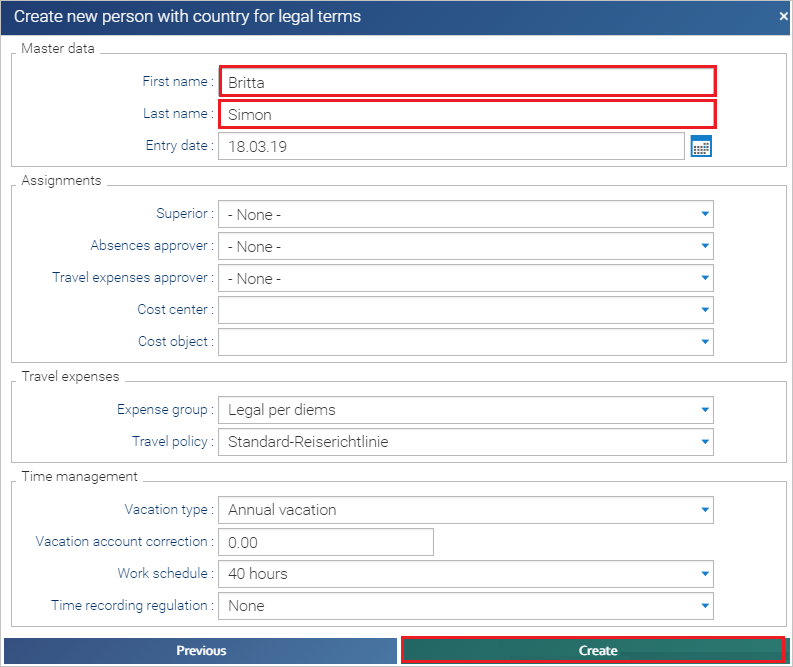 Create new person with country for legal terms ×
Master data
First name : Britta
Last name : Simon
Entry date : 18.03.19
Assignments
Superior : - None -
Absences approver : - None -
Travel expenses approver : - None -
Cost center :
Cost object :
Travel expenses
Expense group : Legal per diems
Travel policy : Standard-Reiserichtlinie
Time management
Vacation type : Annual vacation
Vacation account correction : 0.00
Work schedule : 40 hours
Time recording regulation : None
Previous Create